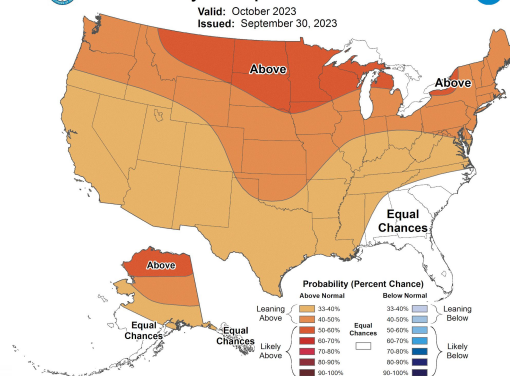 Valid: October 2023
Issued: September 30, 2023
Above
Above
Equal
Chances
Above
Equal
Chances
Equal
Chances
Probability (Percent Chance)
Above Normal
Below Normal
Leaning
Above
33-40%
40-50%
50-60%
Likely
Above
60-70%
70-80%
80-90%
90-100%
Equal
Chances
33-40%
40-50%
50-60%
Leaning
Below
60-70%
70-80%
80-90%
90-100%
Likely
Below